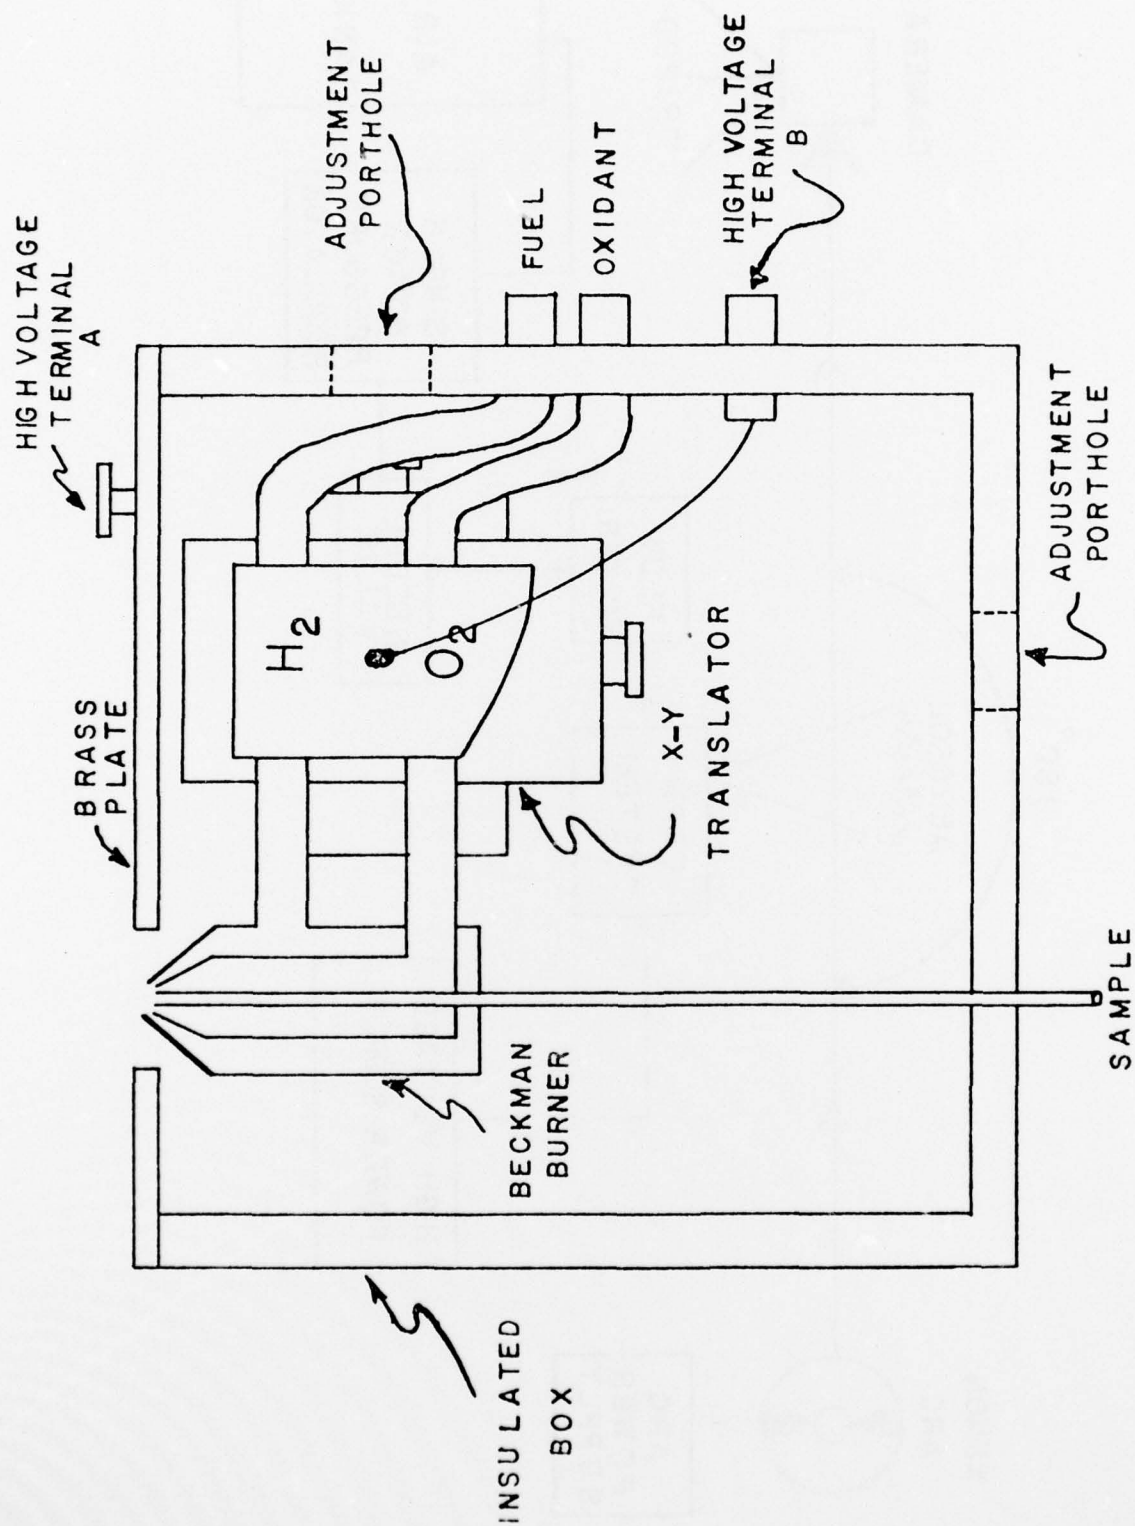 HIGH VOLTAGE
TERMINAL
A
BRASS
PLATE
ADJUSTMENT
PORTHOLE
H2
O2
FUEL
OXIDANT
HIGH VOLTAGE
TERMINAL
B
X-Y
TRANSLATOR
BECKMAN
BURNER
INSULATED
BOX
ADJUSTMENT
PORTHOLE
SAMPLE